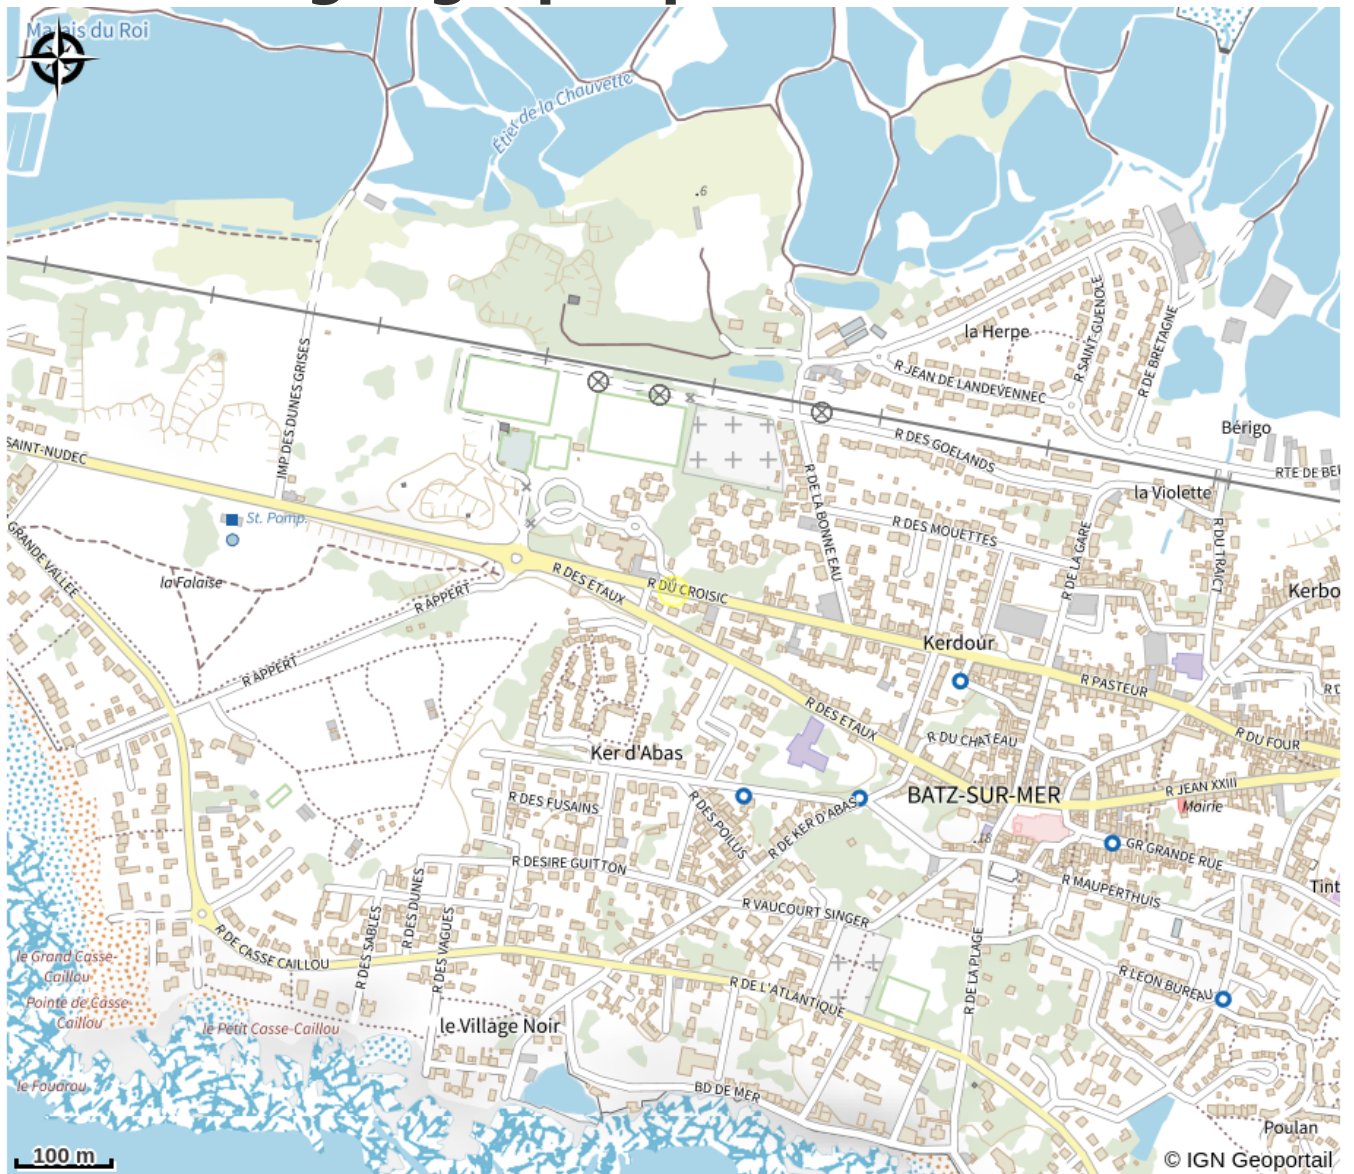 Marais du Roi
Étier de la Chauvette
.6
la Herpe
R SAINT-GUENOLE
R DE BRETAGNE
R JEAN DE LANDEVENNEC
IMP DES DUNES GRISES
Bérigo
R DES GOELANDS
SAINT-NUDEC
RTE DE BER
la Violette
R DE LA BONNE EAU
St. Pomp.
R DES MOUETTES
R DE LA GARE
R DU TRAICT
GRANDE VALLEE
la Falaise
R DES ETAUX
R DU CROISIC
R APPERT
Kerbo
Kerdour
R APPERT
R PASTEUR
R DES ETAUX
R DU CHATEAU
R DU FOUR
Ker d'Abas
R JEAN XXIII
BATZ-SUR-MER
Mairie
R DES FUSAINS
R DES POILUS
R DE KER D'ABAS
.18
GR GRANDE RUE
R DESIRE GUITTON
R MAUPERTHUIS
Tint
R DES DUNES
R VAUCOURT SINGER
R DES SABLES
R DES VAGUES
R DE CASSE CAILLOU
R DE LA PLAGE
le Grand Casse-
Caillou
R LEON BUREAU
R DE L'ATLANTIQUE
Pointe de Casse
Caillou
le Petit Casse-Caillou
le Village Noir
le Fouarou
BD DE MER
Poulan
100 m
© IGN Geoportail